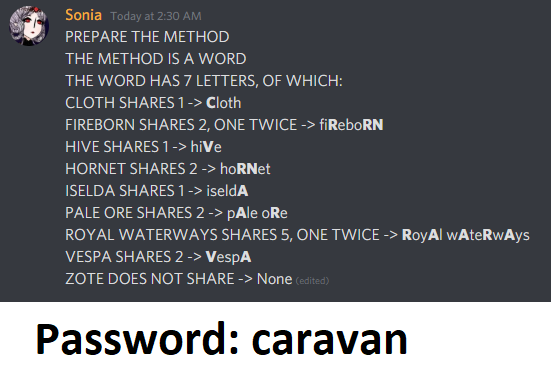 Sonia Today at 2:30 AM
PREPARE THE METHOD
THE METHOD IS A WORD
THE WORD HAS 7 LETTERS, OF WHICH:
CLOTH SHARES 1 -> Cloth
FIREBORN SHARES 2, ONE TWICE -> fiReboRN
HIVE SHARES 1 -> hiVe
HORNET SHARES 2 -> hoRNet
ISELDA SHARES 1 -> iseldA
PALE ORE SHARES 2 -> pAle oRe
ROYAL WATERWAYS SHARES 5, ONE TWICE -> RoyAl wAteRwAys
VESPA SHARES 2 -> VespA
ZOTE DOES NOT SHARE -> None (edited)
Password: caravan